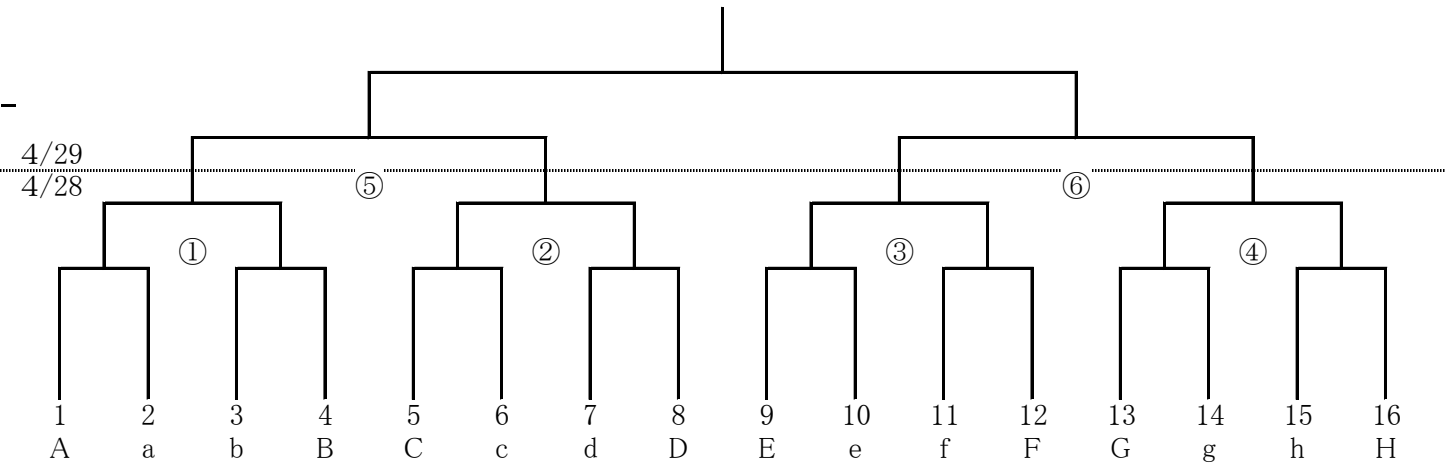 4/29
4/28
⑤ ⑥
① ② ③ ④
1 2 3 4 5 6 7 8 9 10 11 12 13 14 15 16
A a b B C c d D E e f F G g h H